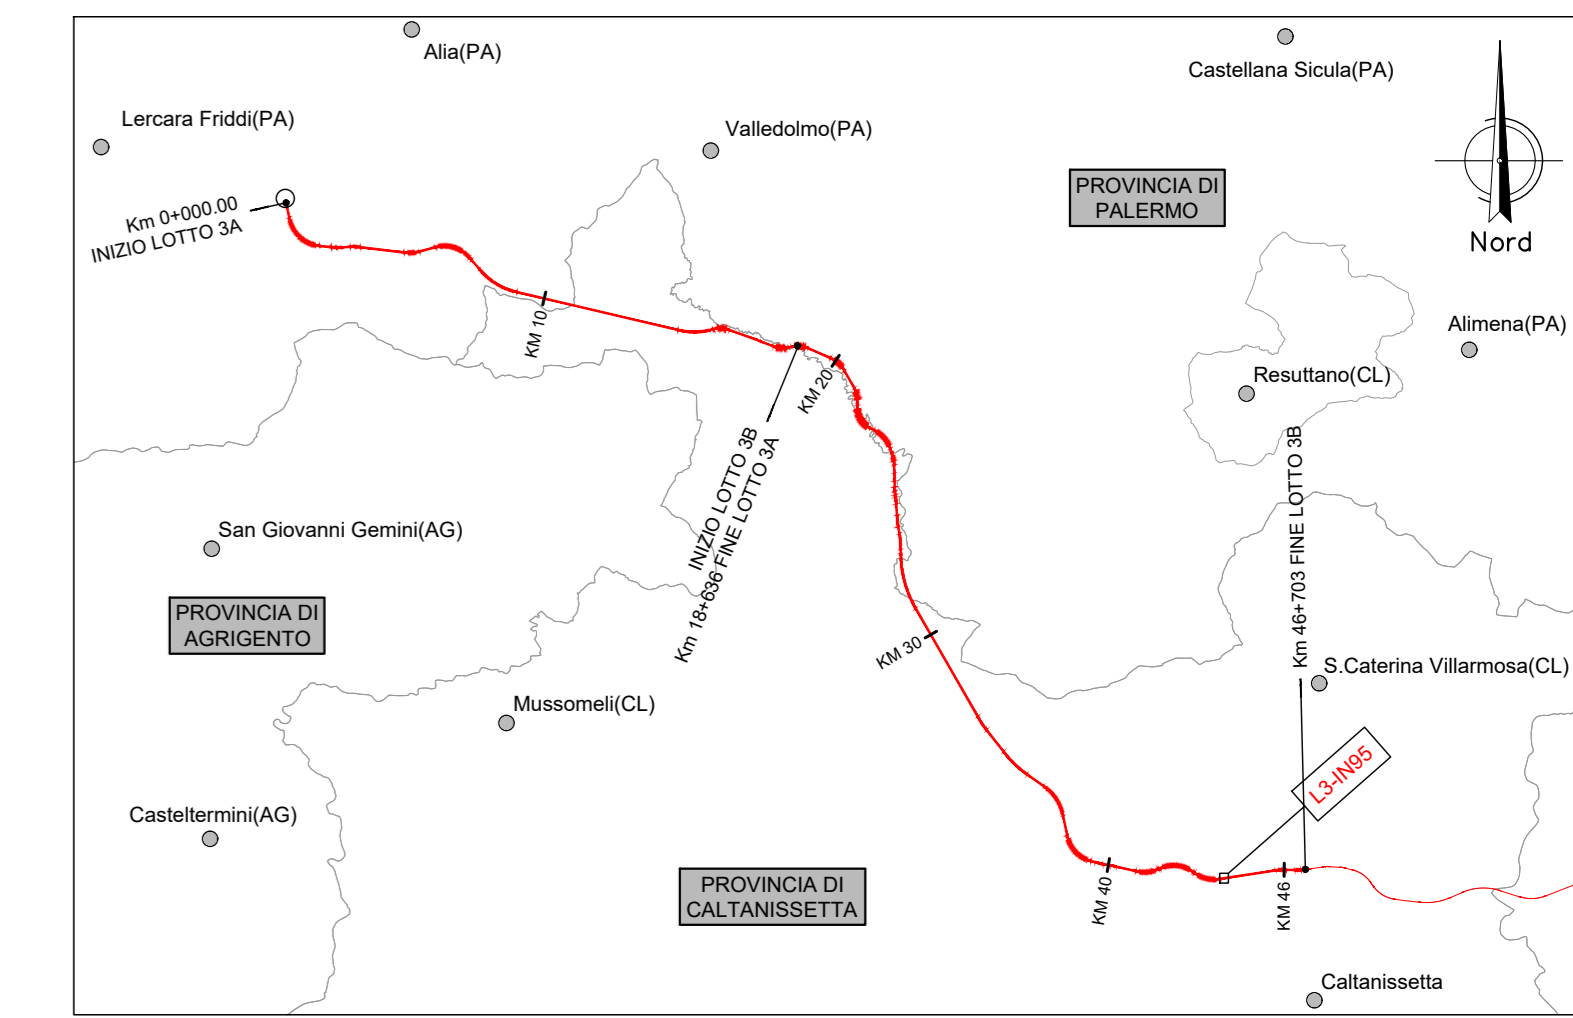 Alia(PA)
Castellana Sicula(PA)
Lercara Friddi(PA)
Valledolmo(PA)
PROVINCIA DI
PALERMO
Nord
Km 0+000.00
INIZIO LOTTO 3A
KM 10
Alimena(PA)
KM 20
Resuttano(CL)
INIZIO LOTTO 3B
Km 18+636 FINE LOTTO 3A
Km 46+703 FINE LOTTO 3B
San Giovanni Gemini(AG)
PROVINCIA DI
AGRIGENTO
KM 30
S.Caterina Villarmosa(CL)
Mussomeli(CL)
L3-IN95
Casteltermini(AG)
PROVINCIA DI
CALTANISSETTA
KM 40
KM 46
Caltanissetta